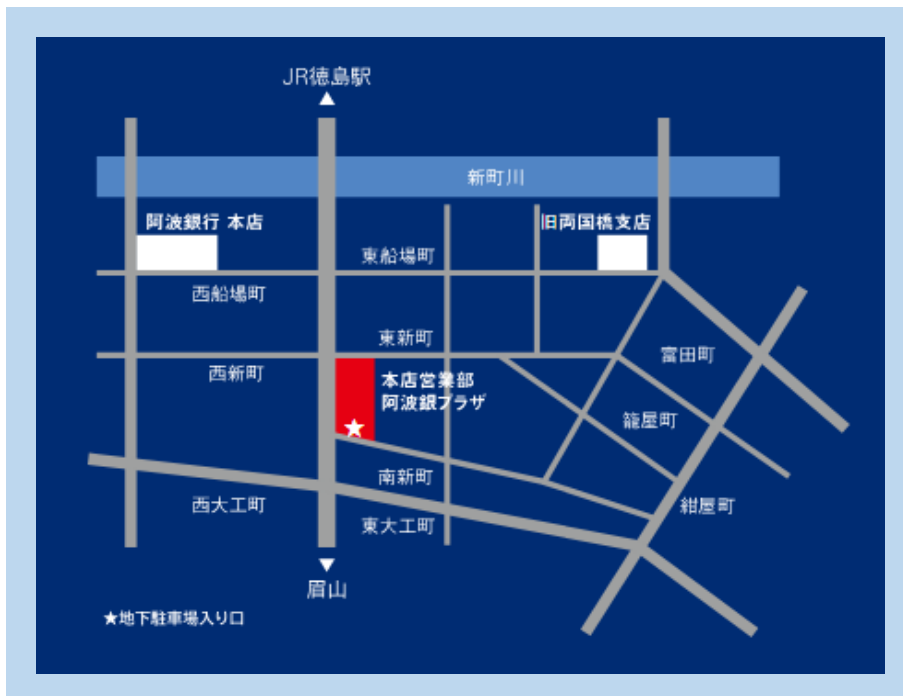 JR徳島駅
新町川
阿波銀行 本店
旧両国橋支店
東船場町
西船場町
東新町
富田町
西新町
本店営業部
阿波銀プラザ
籠屋町
南新町
西大工町
紺屋町
東大工町
眉山
★地下駐車場入り口